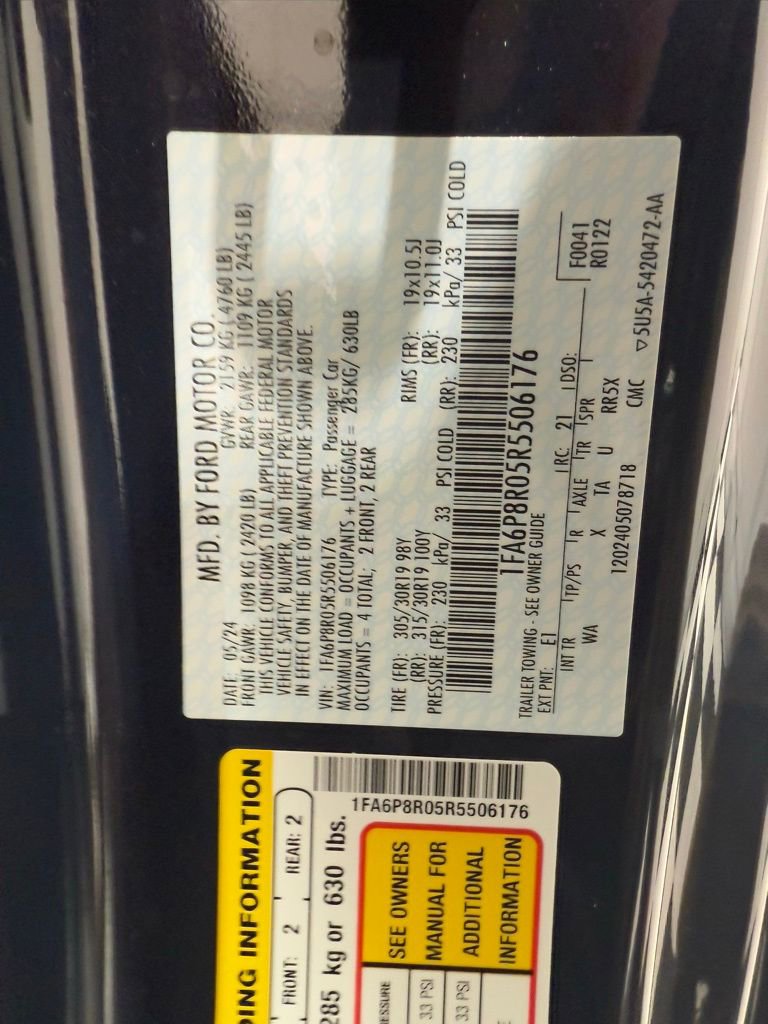 MFD. BY FORD MOTOR CO.
DATE: 05/24 GVWR: 2159 KG ( 4760 LB)
FRONT GAWR: 1098 KG ( 2420 LB) REAR GAWR: 1109 KG ( 2445 LB)
THIS VEHICLE CONFORMS TO ALL APPLICABLE FEDERAL MOTOR
VEHICLE SAFETY, BUMPER, AND THEFT PREVENTION STANDARDS
IN EFFECT ON THE DATE OF MANUFACTURE SHOWN ABOVE.
VIN: 1FA6P8R05R5506176 TYPE: Passenger Car
MAXIMUM LOAD = OCCUPANTS + LUGGAGE = 285KG/ 630LB
OCCUPANTS = 4 TOTAL; 2 FRONT, 2 REAR
TIRE (FR): 305/30R19 98Y RIMS (FR): 19x10.5J
(RR): 315/30R19 100Y (RR): 19x11.0J
PRESSURE (FR): 230 kPa/ 33 PSI COLD (RR): 230 kPa/ 33 PSI COLD
1FA6P8R05R5506176
TRAILER TOWING - SEE OWNER GUIDE
EXT PNT: E1 RC: 21 DSO:
INT TR TP/PS R AXLE TR SPR F0041
WA X TA U RR5X R0122
1202405078718 CMC ▽5U5A-5420472-AA
DING INFORMATION
FRONT: 2 REAR: 2
285 kg or 630 lbs.
1FA6P8R05R5506176
ESSURE
33 PSI
33 PSI
SEE OWNERS
MANUAL FOR
ADDITIONAL
INFORMATION